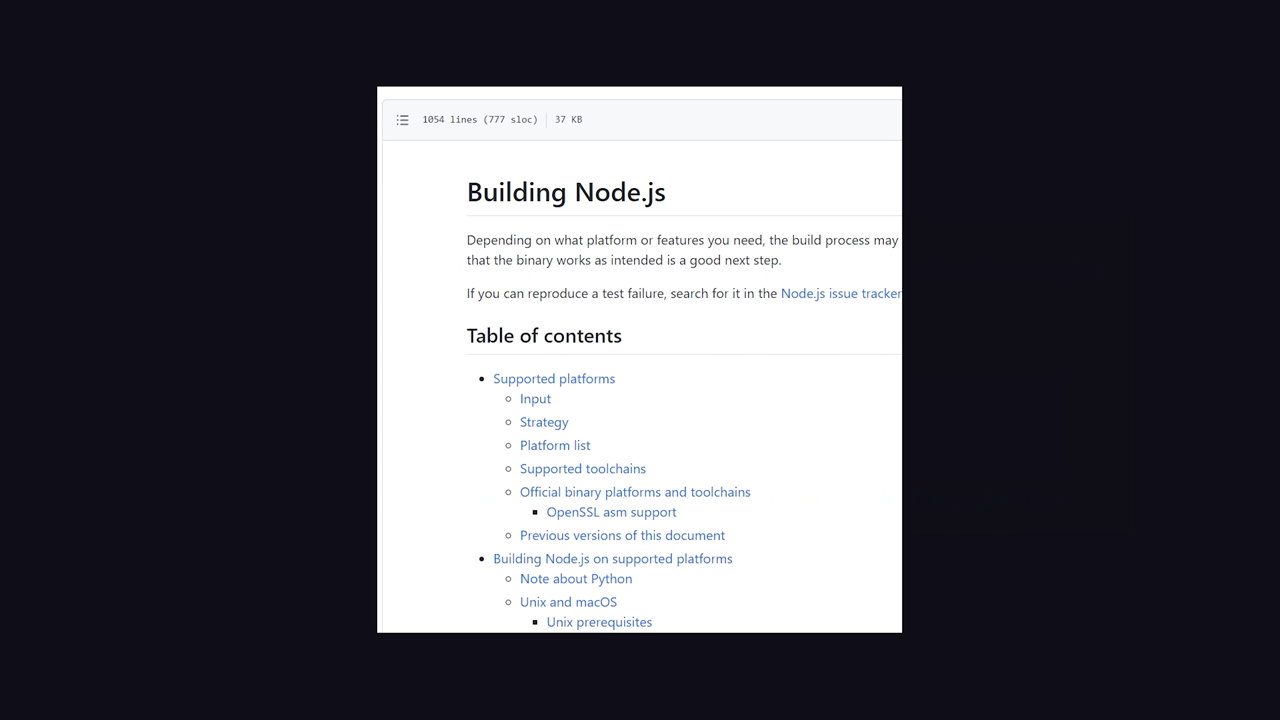 1054 lines (777 sloc) 37 KB
Building Node.js
Depending on what platform or features you need, the build process may
that the binary works as intended is a good next step.
If you can reproduce a test failure, search for it in the Node.js issue tracker
Table of contents
Supported platforms
Input
Strategy
Platform list
Supported toolchains
Official binary platforms and toolchains
OpenSSL asm support
Previous versions of this document
Building Node.js on supported platforms
Note about Python
Unix and macOS
Unix prerequisites